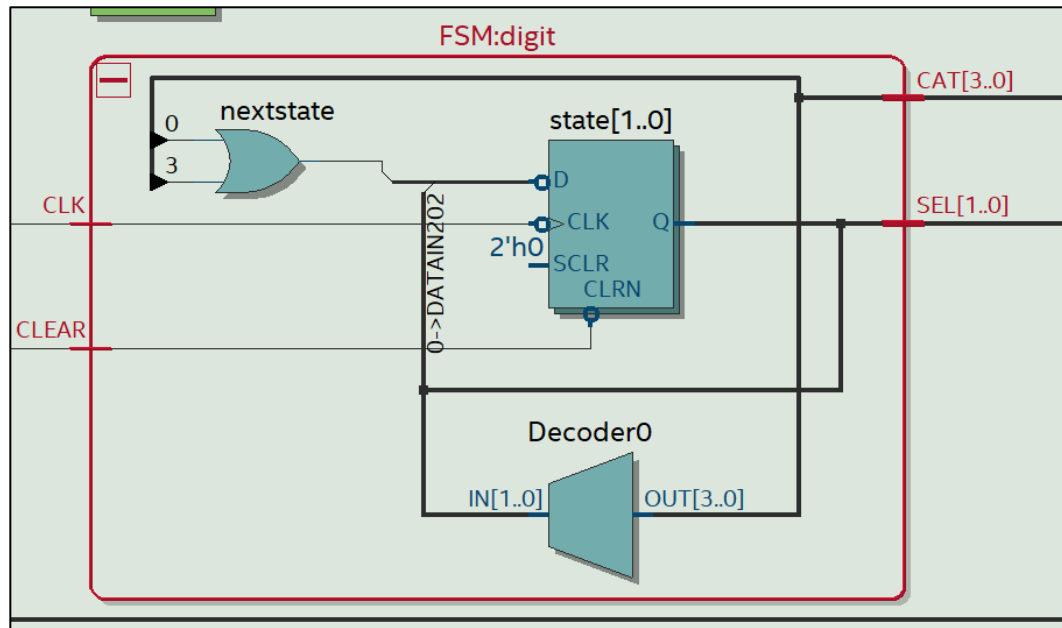 FSM:digit
CAT[3..0]
nextstate
state[1..0]
0
3
D
CLK
SEL[1..0]
CLK
Q
2'h0
SCLR
CLRN
0->DATAIN202
CLEAR
Decoder0
IN[1..0]
OUT[3..0]